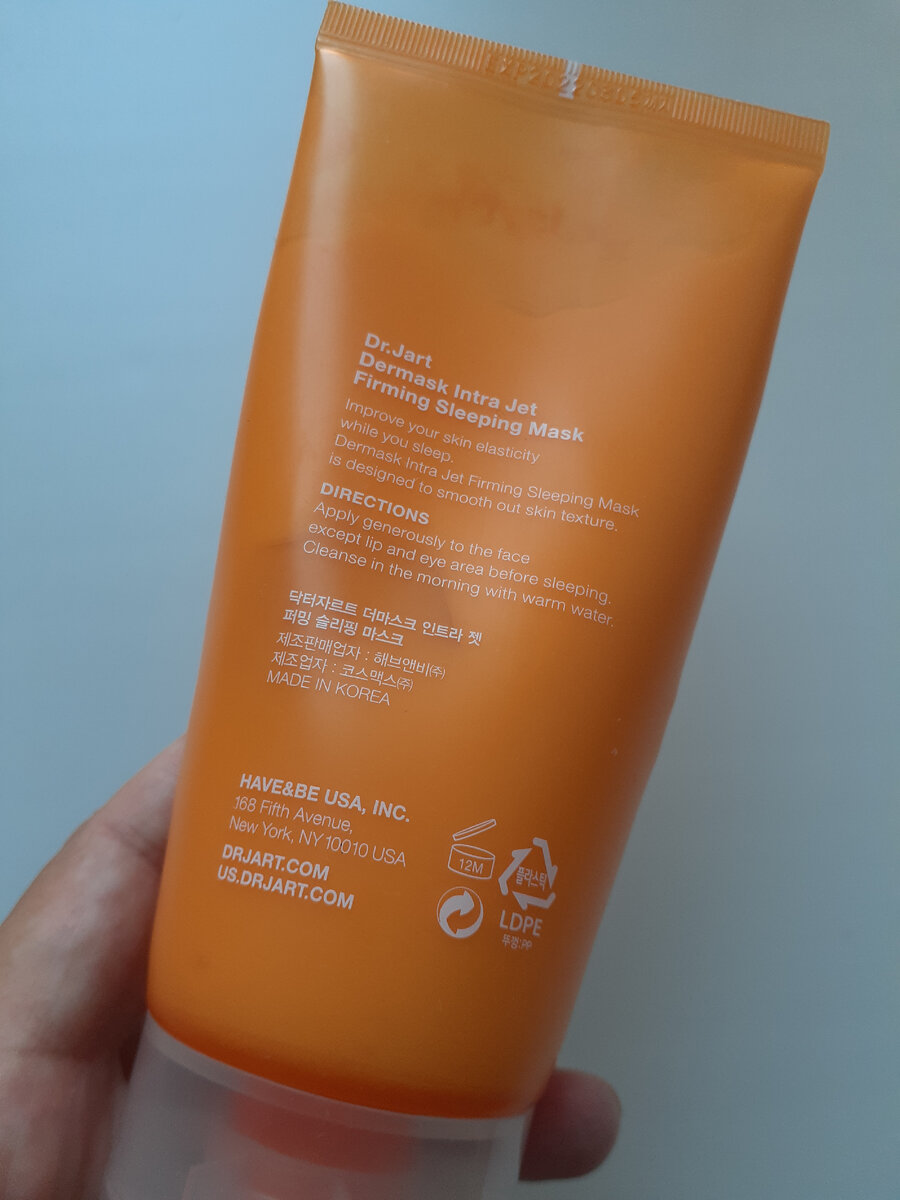 Dr.Jart
Dermask Intra Jet
Firming Sleeping Mask
Improve your skin elasticity
while you sleep.
Dermask Intra Jet Firming Sleeping Mask
is designed to smooth out skin texture.
DIRECTIONS
Apply generously to the face
except lip and eye area before sleeping.
Cleanse in the morning with warm water.
닥터자르트 더마스크 인트라 젯
퍼밍 슬리핑 마스크
제조판매업자 : 해브앤비(주)
제조업자 : 코스맥스(주)
MADE IN KOREA
HAVE&BE USA, INC.
168 Fifth Avenue,
New York, NY 10010 USA
DRJART.COM
US.DRJART.COM
12M
플라스틱
LDPE
뚜껑:PP